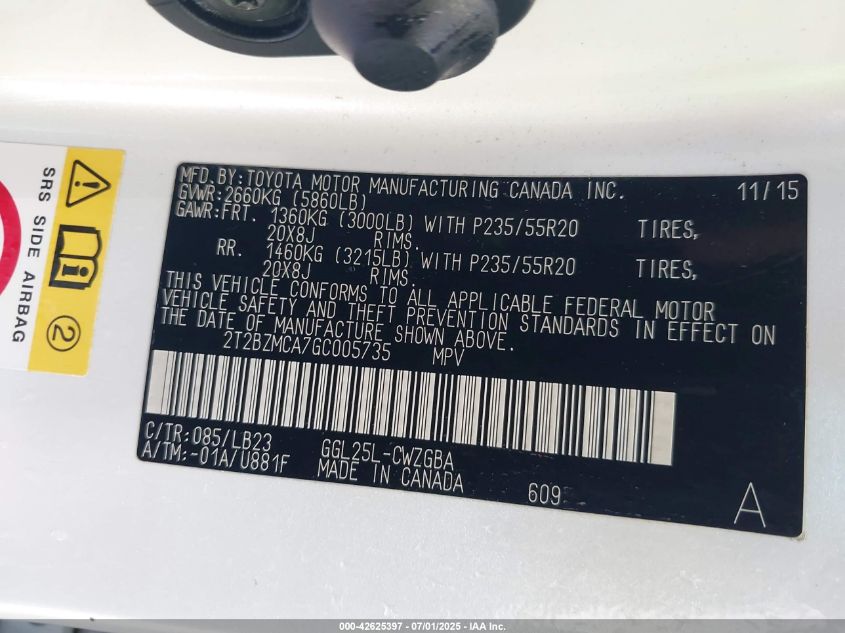 MFD.BY:TOYOTA MOTOR MANUFACTURING CANADA INC. 11/15
GVWR:2660KG (5860LB)
GAWR:FRT. 1360KG (3000LB) WITH P235/55R20 TIRES,
20X8J RIMS.
RR. 1460KG (3215LB) WITH P235/55R20 TIRES,
20X8J RIMS.
THIS VEHICLE CONFORMS TO ALL APPLICABLE FEDERAL MOTOR
VEHICLE SAFETY AND THEFT PREVENTION STANDARDS IN EFFECT ON
THE DATE OF MANUFACTURE SHOWN ABOVE.
2T2BZMCA7GC005735 MPV
C/TR:085/LB23 GGL25L-CWZGBA
A/TM:-01A/U881F MADE IN CANADA 609 A
SRS SIDE AIRBAG
2
000-42625397 - 07/01/2025 - IAA Inc.